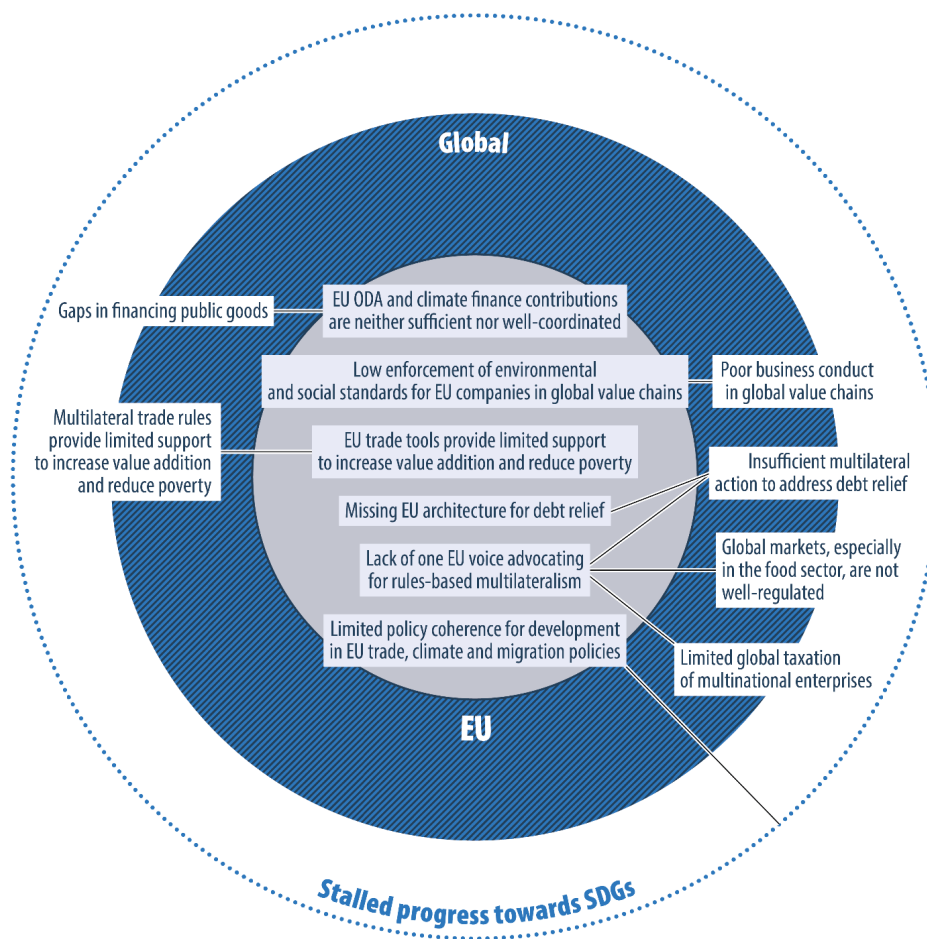 Global
Gaps in financing public goods
EU ODA and climate finance contributions
are neither sufficient nor well-coordinated
Low enforcement of environmental
and social standards for EU companies in global value chains
Poor business conduct
in global value chains
Multilateral trade rules
provide limited support
to increase value addition
and reduce poverty
EU trade tools provide limited support
to increase value addition and reduce poverty
Insufficient multilateral
action to address debt relief
Missing EU architecture for debt relief
Lack of one EU voice advocating
for rules-based multilateralism
Global markets, especially
in the food sector, are not
well-regulated
Limited policy coherence for development
in EU trade, climate and migration policies
Limited global taxation
of multinational enterprises
EU
Stalled progress towards SDGs